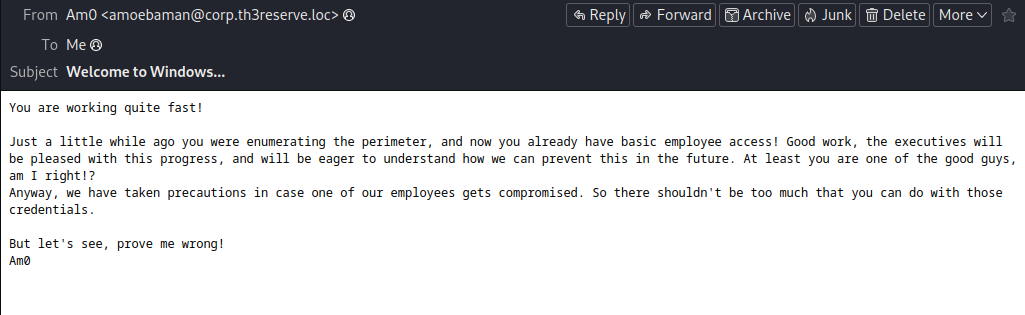 From Am0 <amoebaman@corp.th3reserve.loc> Reply Forward Archive Junk Delete More
To Me
Subject Welcome to Windows...
You are working quite fast!
Just a little while ago you were enumerating the perimeter, and now you already have basic employee access! Good work, the executives will
be pleased with this progress, and will be eager to understand how we can prevent this in the future. At least you are one of the good guys,
am I right!?
Anyway, we have taken precautions in case one of our employees gets compromised. So there shouldn't be too much that you can do with those
credentials.
But let's see, prove me wrong!
Am0